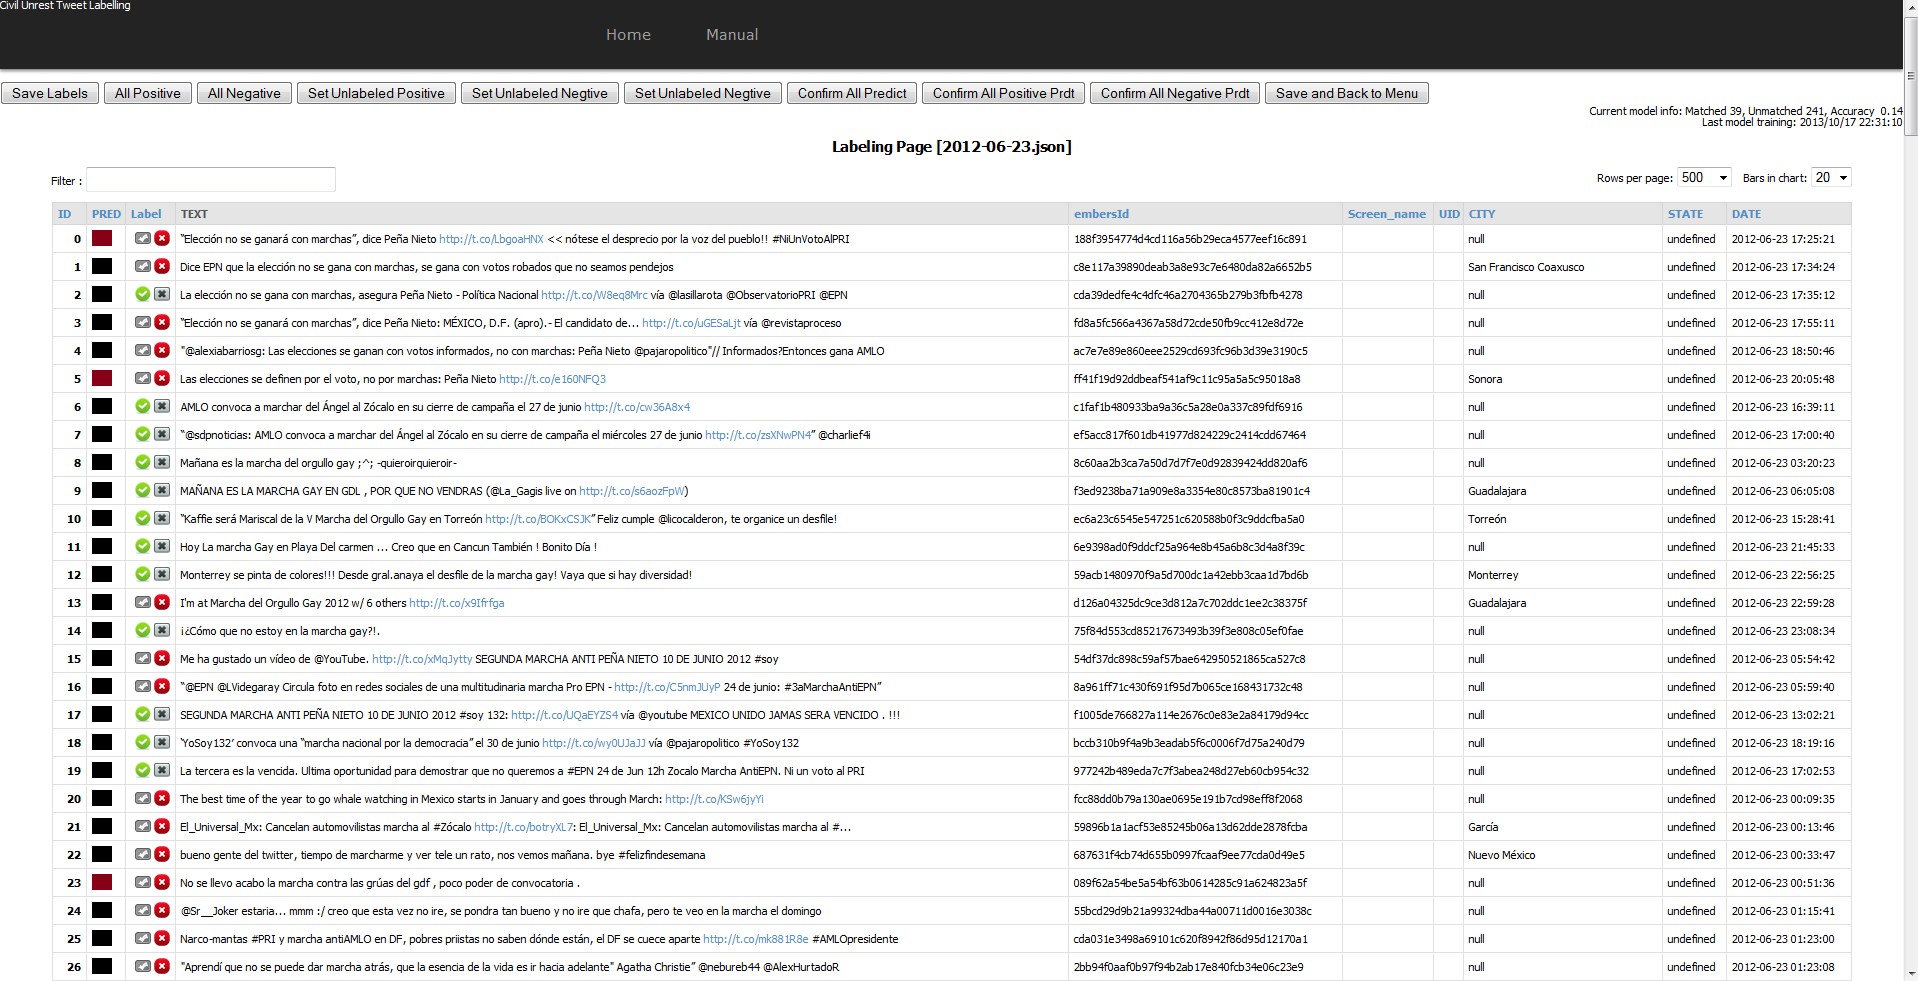 Civil Unrest Tweet Labelling
Home Manual
Save Labels All Positive All Negative Set Unlabeled Positive Set Unlabeled Negtive Set Unlabeled Negtive Confirm All Predict Confirm All Positive Prdt Confirm All Negative Prdt Save and Back to Menu
Current model info: Matched 39, Unmatched 241, Accuracy 0.14
Last model training: 2013/10/17 22:31:10
Labeling Page [2012-06-23.json]
Filter : Rows per page: 500 Bars in chart: 20
ID PRED Label TEXT embersId Screen_name UID CITY STATE DATE
0 “Elección no se ganará con marchas”, dice Peña Nieto http://t.co/LbgoaHNX << nótese el desprecio por la voz del pueblo!! #NiUnVotoAlPRI 188f3954774d4cd116a56b29eca4577eef16c891 null undefined 2012-06-23 17:25:21
1 Dice EPN que la elección no se gana con marchas, se gana con votos robados que no seamos pendejos c8e117a39890deab3a8e93c7e6480da82a6652b5 San Francisco Coaxusco undefined 2012-06-23 17:34:24
2 La elección no se gana con marchas, asegura Peña Nieto - Política Nacional http://t.co/W8eq8Mrc vía @lasillarota @ObservatorioPRI @EPN cda39dedfe4c4dfc46a2704365b279b3fbfb4278 null undefined 2012-06-23 17:35:12
3 “Elección no se ganará con marchas”, dice Peña Nieto: MÉXICO, D.F. (apro).- El candidato de... http://t.co/uGESaLjt vía @revistaproceso fd8a5fc566a4367a58d72cde50fb9cc412e8d72e null undefined 2012-06-23 17:55:11
4 "@alexiabarriosg: Las elecciones se ganan con votos informados, no con marchas: Peña Nieto @pajaropolitico"// Informados?Entonces gana AMLO ac7e7e89e860eee2529cd693fc96b3d39e3190c5 null undefined 2012-06-23 18:50:46
5 Las elecciones se definen por el voto, no por marchas: Peña Nieto http://t.co/e160NFQ3 ff41f19d92ddbeaf541af9c11c95a5a5c95018a8 Sonora undefined 2012-06-23 20:05:48
6 AMLO convoca a marchar del Ángel al Zócalo en su cierre de campaña el 27 de junio http://t.co/cw36A8x4 c1faf1b480933ba9a36c5a28e0a337c89fdf6916 null undefined 2012-06-23 16:39:11
7 “@sdpnoticias: AMLO convoca a marchar del Ángel al Zócalo en su cierre de campaña el miércoles 27 de junio http://t.co/zsXNwPN4” @charlief4i ef5acc817f601db41977d824229c2414cdd67464 null undefined 2012-06-23 17:00:40
8 Mañana es la marcha del orgullo gay ;^; -quieroirquieroir- 8c60aa2b3ca7a50d7d7f7e0d92839424dd820af6 null undefined 2012-06-23 03:20:23
9 MAÑANA ES LA MARCHA GAY EN GDL , POR QUE NO VENDRAS (@La_Gagis live on http://t.co/s6aozFpW) f3ed9238ba71a909e8a3354e80c8573ba81901c4 Guadalajara undefined 2012-06-23 06:05:08
10 “Kaffie será Mariscal de la V Marcha del Orgullo Gay en Torreón http://t.co/BOKxCSJK” Feliz cumple @licocalderon, te organice un desfile! ec6a23c6545e547251c620588b0f3c9ddcfba5a0 Torreón undefined 2012-06-23 15:28:41
11 Hoy La marcha Gay en Playa Del carmen ... Creo que en Cancun También ! Bonito Día ! 6e9398ad0f9ddcf25a964e8b45a6b8c3d4a8f39c null undefined 2012-06-23 21:45:33
12 Monterrey se pinta de colores!!! Desde gral.anaya el desfile de la marcha gay! Vaya que si hay diversidad! 59acb1480970f9a5d700dc1a42ebb3caa1d7bd6b Monterrey undefined 2012-06-23 22:56:25
13 I'm at Marcha del Orgullo Gay 2012 w/ 6 others http://t.co/x9Ifrfga d126a04325dc9ce3d812a7c702ddc1ee2c38375f Guadalajara undefined 2012-06-23 22:59:28
14 ¡¿Cómo que no estoy en la marcha gay?!. 75f84d553cd85217673493b39f3e808c05ef0fae null undefined 2012-06-23 23:08:34
15 Me ha gustado un vídeo de @YouTube. http://t.co/xMqJytty SEGUNDA MARCHA ANTI PEÑA NIETO 10 DE JUNIO 2012 #soy 54df37dc898c59af57bae642950521865ca527c8 null undefined 2012-06-23 05:54:42
16 “@EPN @LVidegaray Circula foto en redes sociales de una multitudinaria marcha Pro EPN - http://t.co/C5nmJUyP 24 de junio: #3aMarchaAntiEPN” 8a961ff71c430f691f95d7b065ce168431732c48 null undefined 2012-06-23 05:59:40
17 SEGUNDA MARCHA ANTI PEÑA NIETO 10 DE JUNIO 2012 #soy 132: http://t.co/UQaEYZS4 vía @youtube MEXICO UNIDO JAMAS SERA VENCIDO . !!! f1005de766827a114e2676c0e83e2a84179d94cc null undefined 2012-06-23 13:02:21
18 ‘YoSoy132’ convoca una “marcha nacional por la democracia” el 30 de junio http://t.co/wy0UJaJJ vía @pajaropolitico #YoSoy132 bccb310b9f4a9b3eadab5f6c0006f7d75a240d79 null undefined 2012-06-23 18:19:16
19 La tercera es la vencida. Ultima oportunidad para demostrar que no queremos a #EPN 24 de Jun 12h Zocalo Marcha AntiEPN. Ni un voto al PRI 977242b489eda7c7f3abea248d27eb60cb954c32 null undefined 2012-06-23 17:02:53
20 The best time of the year to go whale watching in Mexico starts in January and goes through March: http://t.co/KSw6jyYi fcc88dd0b79a130ae0695e191b7cd98eff8f2068 null undefined 2012-06-23 00:09:35
21 El_Universal_Mx: Cancelan automovilistas marcha al #Zócalo http://t.co/botryXL7: El_Universal_Mx: Cancelan automovilistas marcha al #... 59896b1a1acf53e85245b06a13d62dde2878fcba García undefined 2012-06-23 00:13:46
22 bueno gente del twitter, tiempo de marcharme y ver tele un rato, nos vemos mañana. bye #felizfindesemana 687631f4cb74d655b0997fcaaf9ee77cda0d49e5 Nuevo México undefined 2012-06-23 00:33:47
23 No se llevo acabo la marcha contra las grúas del gdf , poco poder de convocatoria . 089f62a54be5a54bf63b0614285c91a624823a5f null undefined 2012-06-23 00:51:36
24 @Sr__Joker estaria... mmm :/ creo que esta vez no ire, se pondra tan bueno y no ire que chafa, pero te veo en la marcha el domingo 55bcd29d9b21a99324dba44a00711d0016e3038c null undefined 2012-06-23 01:15:41
25 Narco-mantas #PRI y marcha antiAMLO en DF, pobres priistas no saben dónde están, el DF se cuece aparte http://t.co/mk881R8e #AMLOpresidente cda031e3498a69101c620f8942f86d95d12170a1 null undefined 2012-06-23 01:23:00
26 "Aprendí que no se puede dar marcha atrás, que la esencia de la vida es ir hacia adelante" Agatha Christie” @nebureb44 @AlexHurtadoR 2bb94f0aaf0b97f94b2ab17e840fcb34e06c23e9 null undefined 2012-06-23 01:23:08